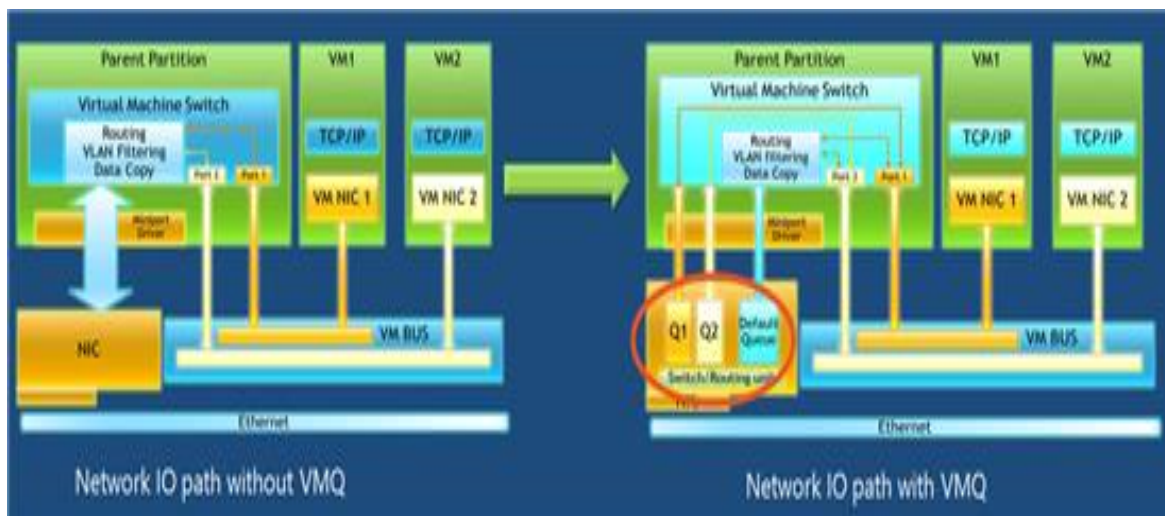 Parent Partition
VM1
VM2
Virtual Machine Switch
Routing
VLAN Filtering
Data Copy
Port 2
Port 1
TCP/IP
TCP/IP
VM NIC 1
VM NIC 2
Miniport
Driver
NIC
VM BUS
Ethernet
Network IO path without VMQ
Parent Partition
VM1
VM2
Virtual Machine Switch
Routing
VLAN Filtering
Data Copy
Port 2
Port 1
TCP/IP
TCP/IP
VM NIC 1
VM NIC 2
Miniport
Driver
Q1
Q2
Default
Queue
Switch/Routing unit
NIC
VM BUS
Ethernet
Network IO path with VMQ